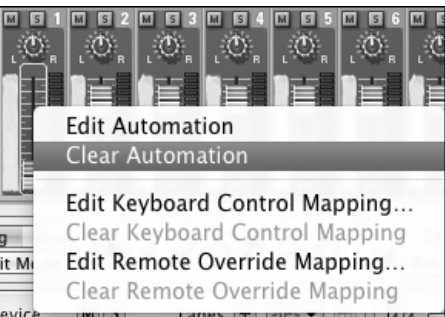 M S 1 M S 2 M S 3 M S 4 M S 5 M S 6 M
L R L R L R L R L R L R L
Edit Automation
Clear Automation
Edit Keyboard Control Mapping...
Clear Keyboard Control Mapping
Edit Remote Override Mapping...
Clear Remote Override Mapping
M S